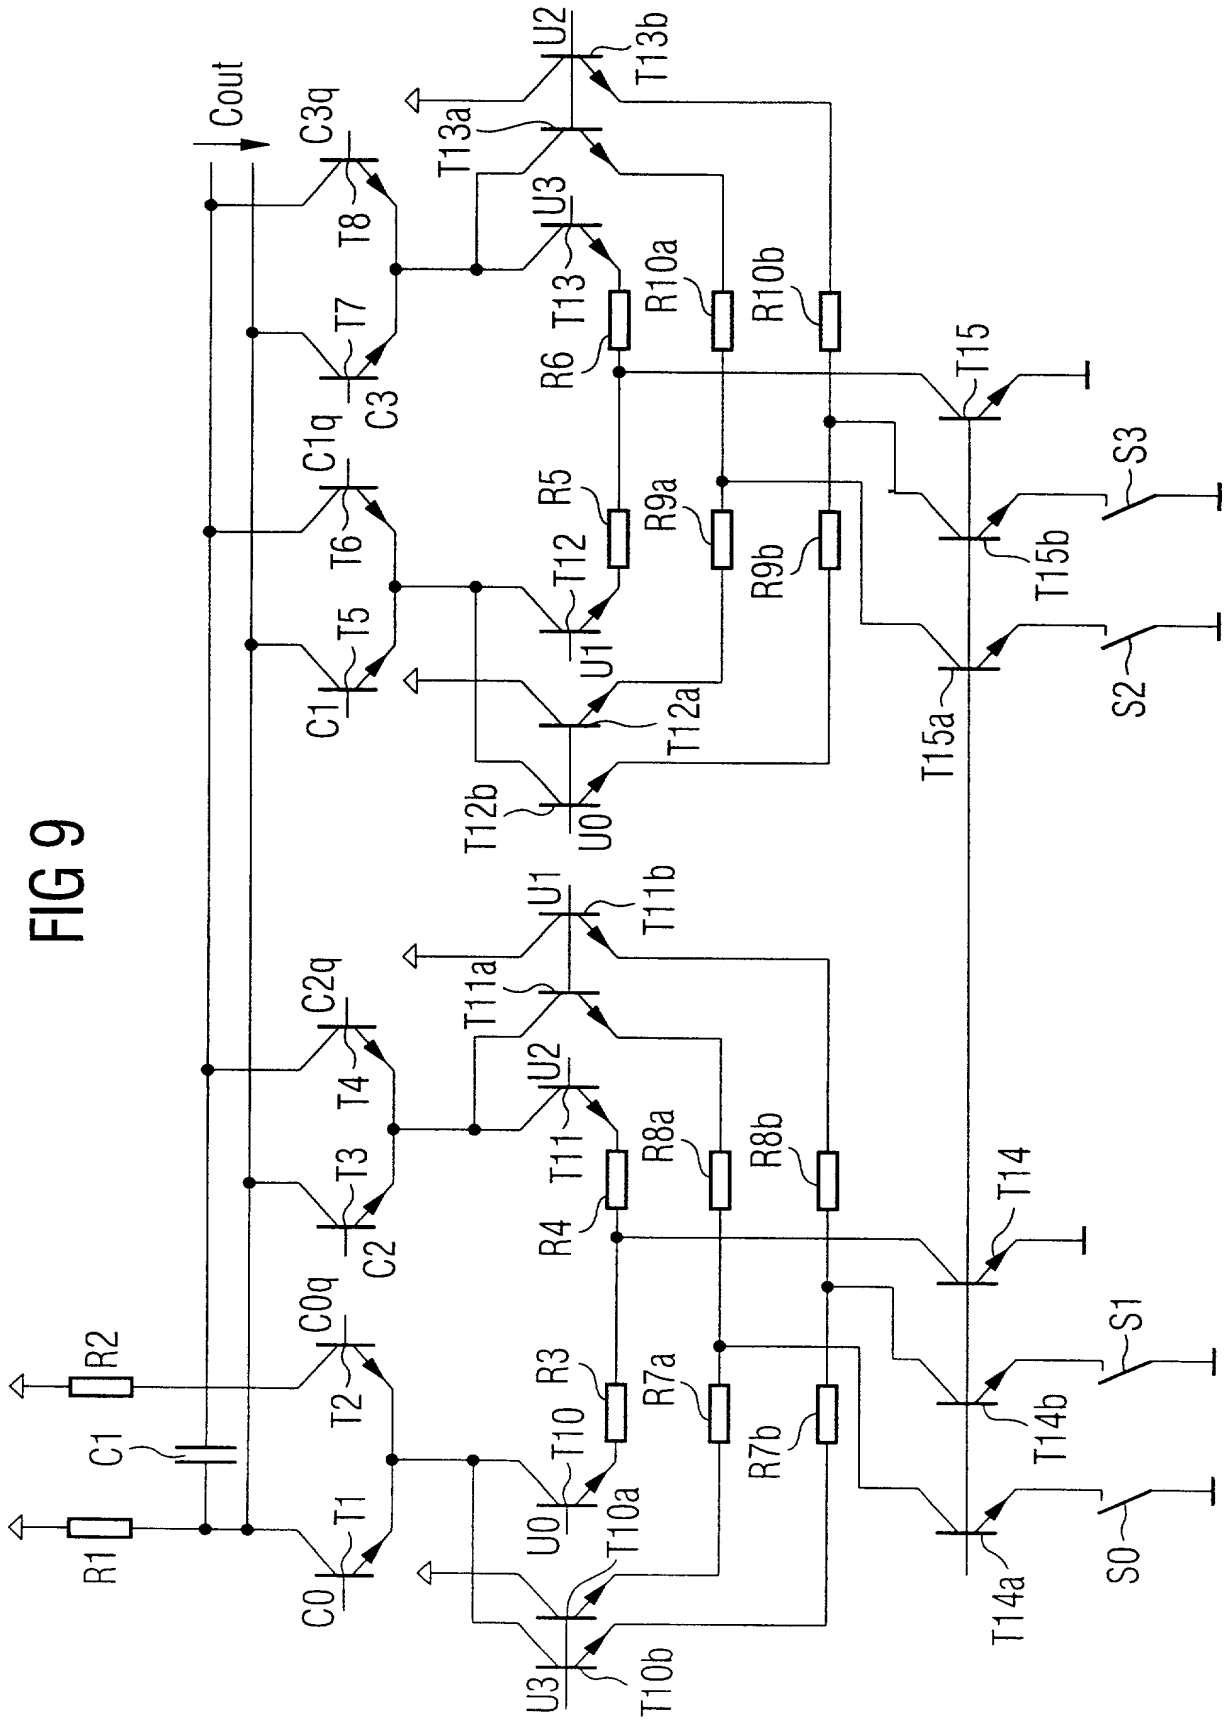 FIG 9
R1
C1
R2
Cout
C0
T1
T2
C0q
C2
T3
T4
C2q
C1
T5
T6
C1q
C3
T7
T8
C3q
U3
T10b
T10a
U0
T10
R3
R4
T11
U2
T11a
U1
T11b
T12b
U0
T12a
U1
T12
R5
R6
T13
U3
T13a
U2
T13b
R7a
R8a
R9a
R10a
R7b
R8b
R9b
R10b
T14a
T14b
T14
T15a
T15b
T15
S0
S1
S2
S3